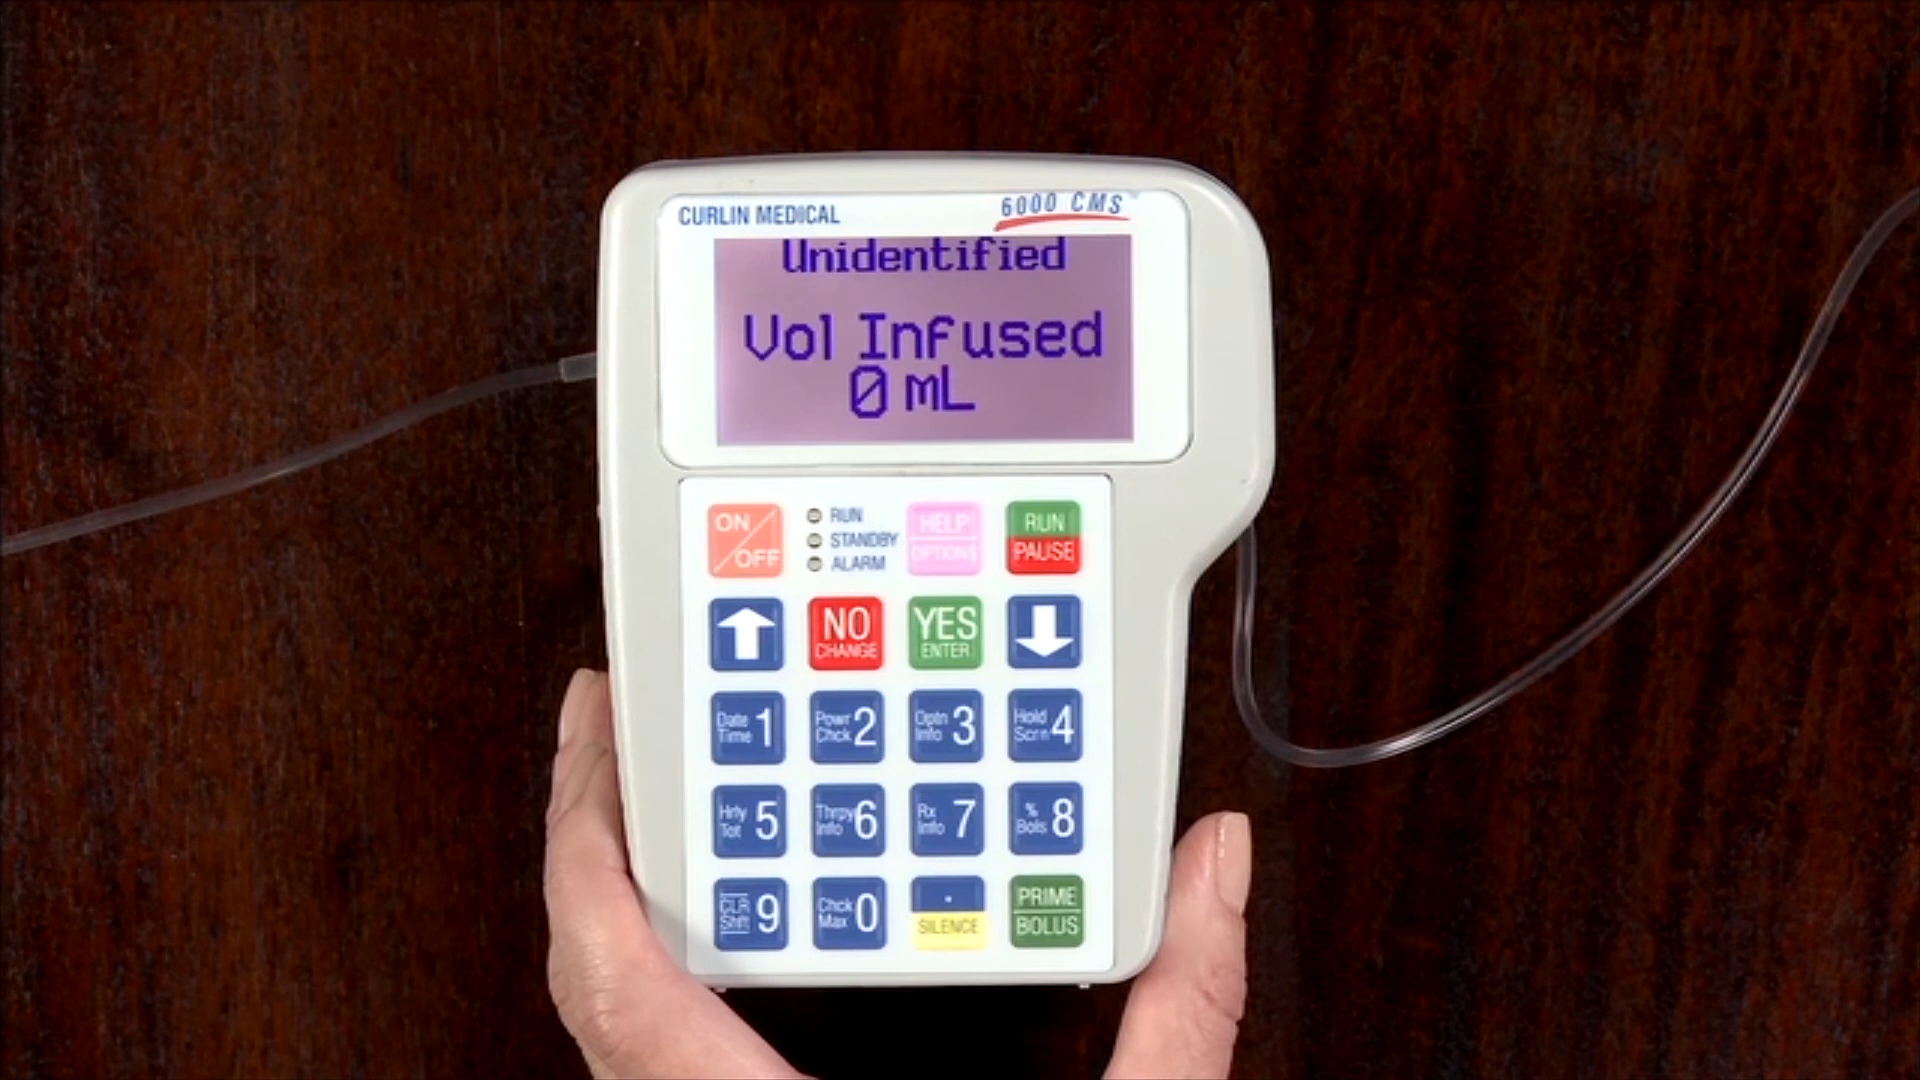 CURLIN MEDICAL
6000 CMS™
Unidentified
Vol Infused
0 mL
ON/OFF
RUN
STANDBY
ALARM
HELP
OPTIONS
RUN
PAUSE
NO
CHANGE
YES
ENTER
Date
Time 1
Powr
Chck 2
Optn
Info 3
Hold
Scrn 4
Hrly
Tot 5
Thrpy
Info 6
Rx
Info 7
%
Bols 8
CLR
Shft 9
Chck
Max 0
.
SILENCE
PRIME
BOLUS